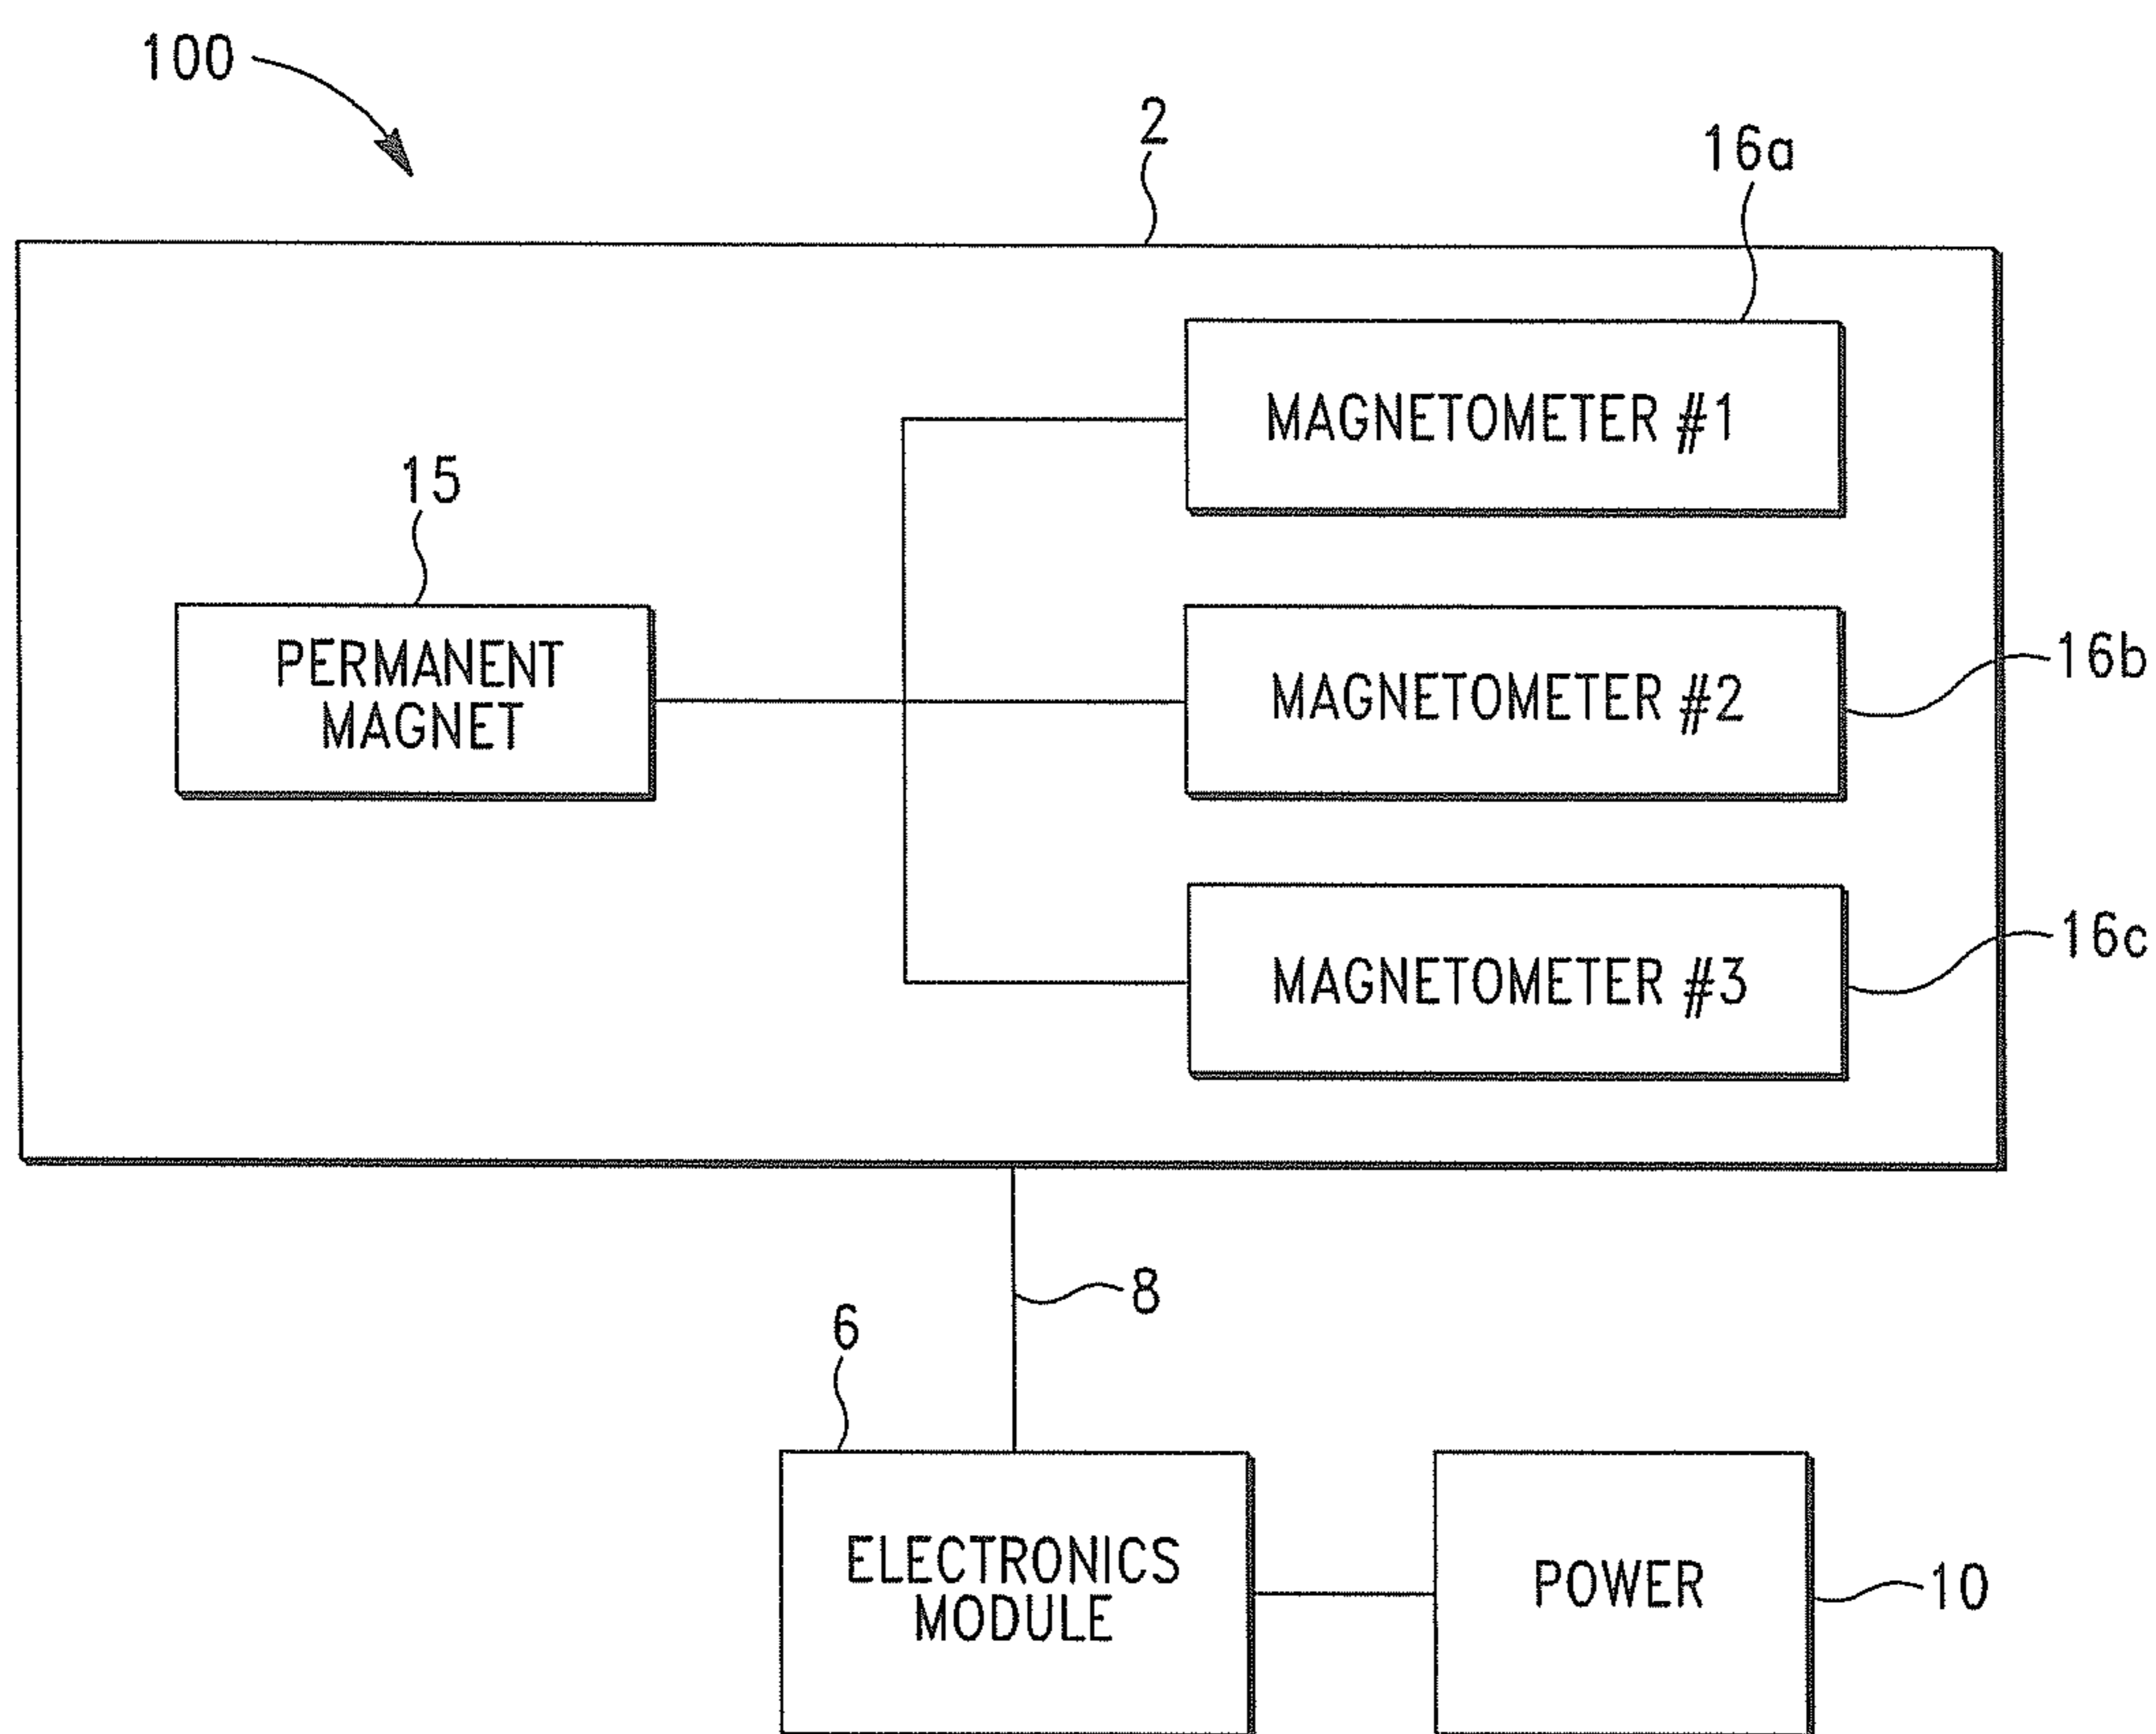 100
2
16a
MAGNETOMETER #1
15
PERMANENT
MAGNET
16b
MAGNETOMETER #2
16c
MAGNETOMETER #3
8
6
ELECTRONICS
MODULE
POWER
10